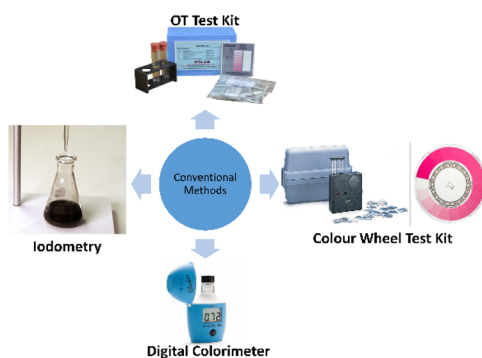 OT Test Kit
Conventional
Methods
Iodometry
Colour Wheel Test Kit
Digital Colorimeter